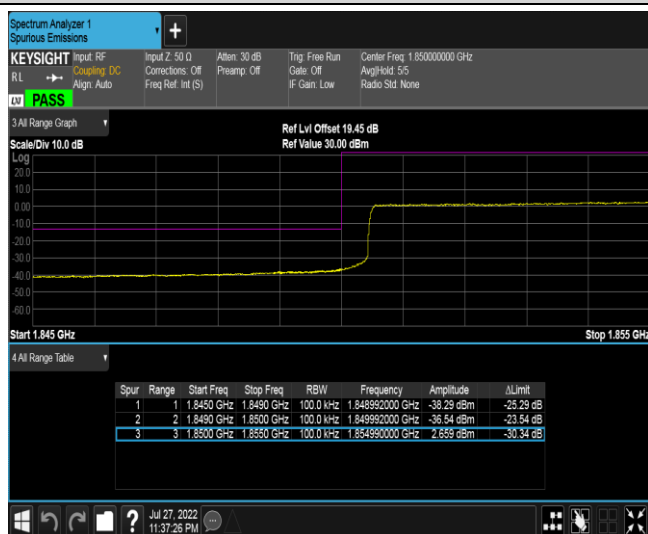 Spectrum Analyzer 1
Spurious Emissions
+
KEYSIGHT Input: RF Input Z: 50 Ω Atten: 30 dB Trig: Free Run Center Freq: 1.850000000 GHz
RL Coupling: DC Corrections: Off Preamp: Off Gate: Off Avg|Hold: 5/5
Align: Auto Freq Ref: Int (S) IF Gain: Low Radio Std: None
LXI PASS
3 All Range Graph
Ref Lvl Offset 19.45 dB
Scale/Div 10.0 dB Ref Value 30.00 dBm
Log
20.0
10.0
0.00
-10.0
-20.0
-30.0
-40.0
-50.0
-60.0
Start 1.845 GHz Stop 1.855 GHz
4 All Range Table
Spur Range Start Freq Stop Freq RBW Frequency Amplitude ΔLimit
1 1 1.8450 GHz 1.8490 GHz 100.0 kHz 1.848992000 GHz -38.29 dBm -25.29 dB
2 2 1.8490 GHz 1.8500 GHz 100.0 kHz 1.849992000 GHz -36.54 dBm -23.54 dB
3 3 1.8500 GHz 1.8550 GHz 100.0 kHz 1.854990000 GHz 2.659 dBm -30.34 dB
? Jul 27, 2022
11:37:26 PM